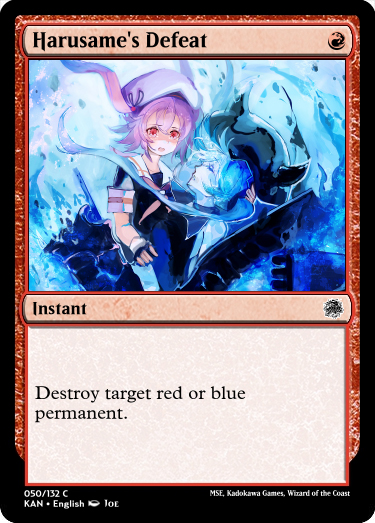 Harusame's Defeat
Instant
Destroy target red or blue
permanent.
050/132 C
MSE, Kadokawa Games, Wizard of the Coast
KAN • English JOE